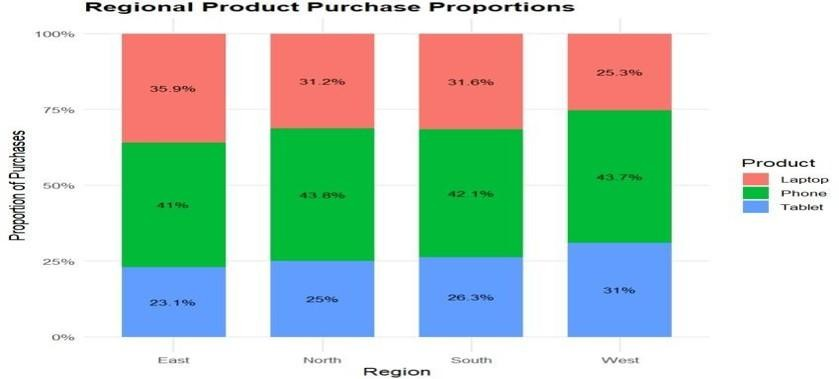 Regional Product Purchase Proportions
100%
75%
50%
25%
0%
Proportion of Purchases
35.9%
31.2%
31.6%
25.3%
41%
43.8%
42.1%
43.7%
23.1%
25%
26.3%
31%
East
North
South
West
Region
Product
Laptop
Phone
Tablet